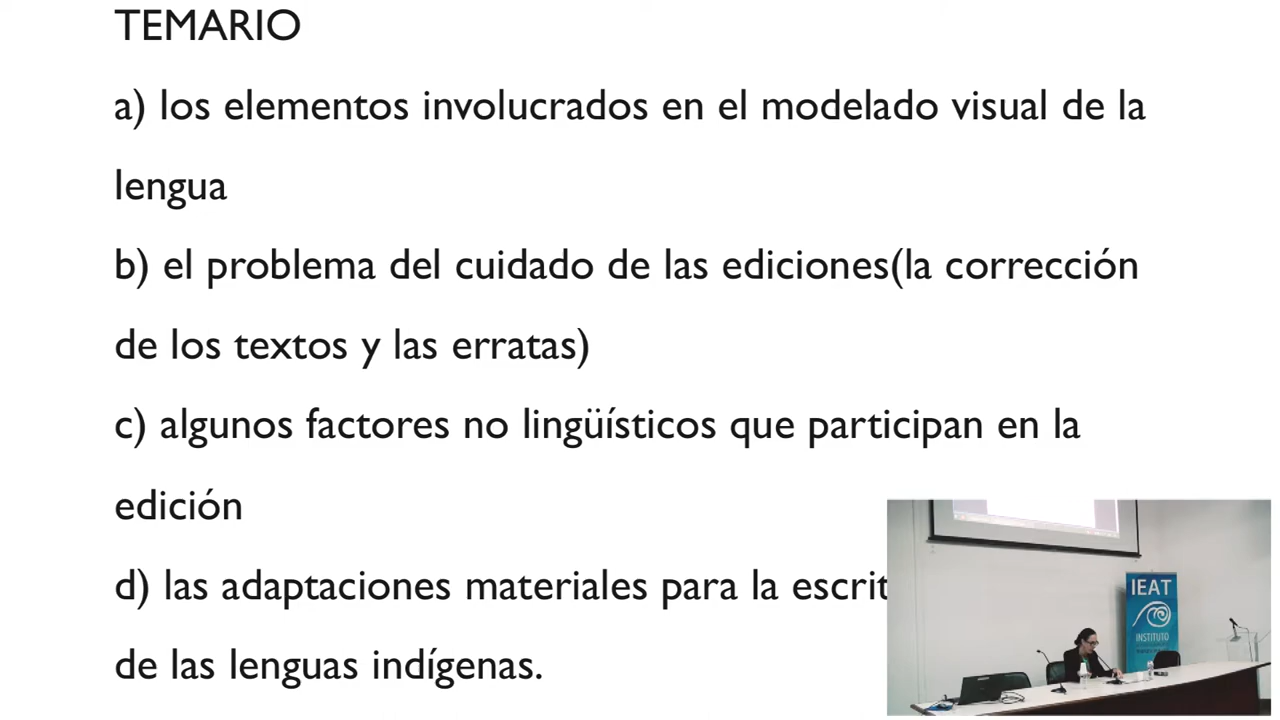 TEMARIO
a) los elementos involucrados en el modelado visual de la
lengua
b) el problema del cuidado de las ediciones(la corrección
de los textos y las erratas)
c) algunos factores no lingüísticos que participan en la
edición
d) las adaptaciones materiales para la escrit
de las lenguas indígenas.
IEAT
INSTITUTO